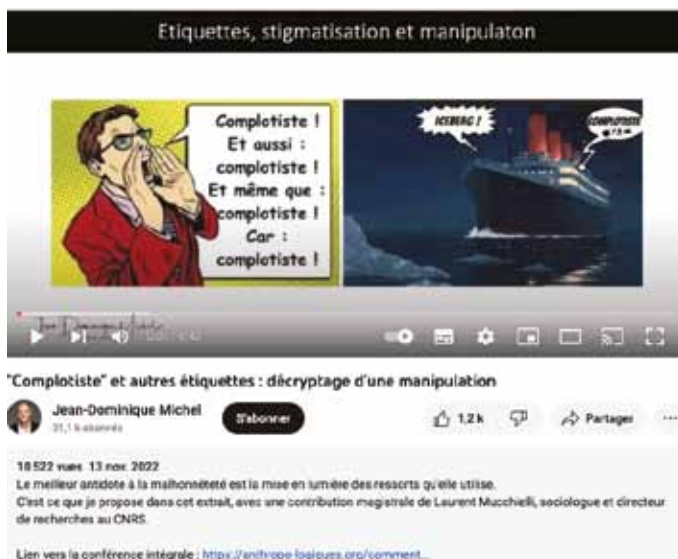 Etiquettes, stigmatisation et manipulaton
Complotiste !
Et aussi :
complotiste !
Et même que :
complotiste !
Car :
complotiste !
ICEBERG !
COMPLOTISTE
"Complotiste" et autres étiquettes : décryptage d'une manipulation
Jean-Dominique Michel
31,1 k abonnés
S'abonner
1,2 k
Partager
...
18 522 vues 13 nov. 2022
Le meilleur antidote à la malhonnêteté est la mise en lumière des ressorts qu'elle utilise.
C'est ce que je propose dans cet extrait, avec une contribution magistrale de Laurent Mucchielli, sociologue et directeur
de recherches au CNRS.
Lien vers la conférence intégrale : https://anthropo-logiques.org/comment...